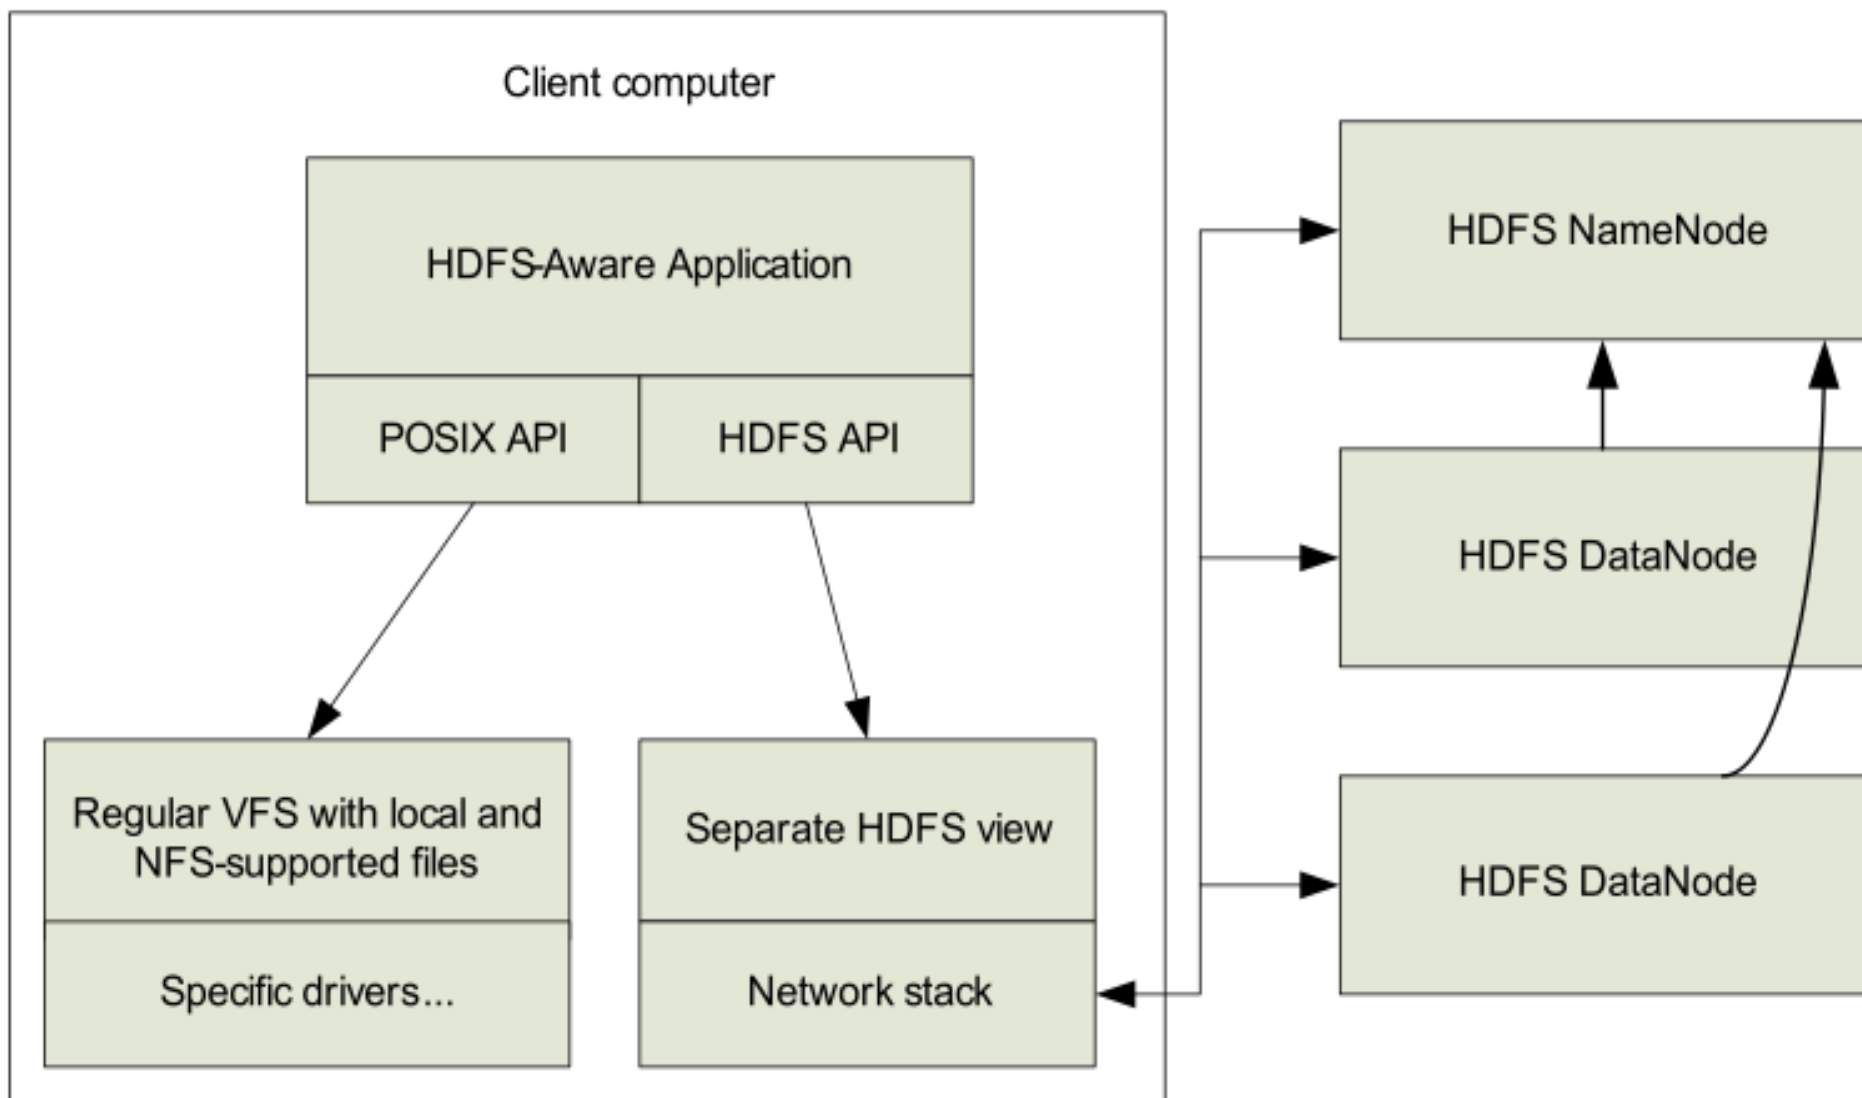 Client computer
HDFS-Aware Application
POSIX API
HDFS API
Regular VFS with local and
NFS-supported files
Specific drivers...
Separate HDFS view
Network stack
HDFS NameNode
HDFS DataNode
HDFS DataNode